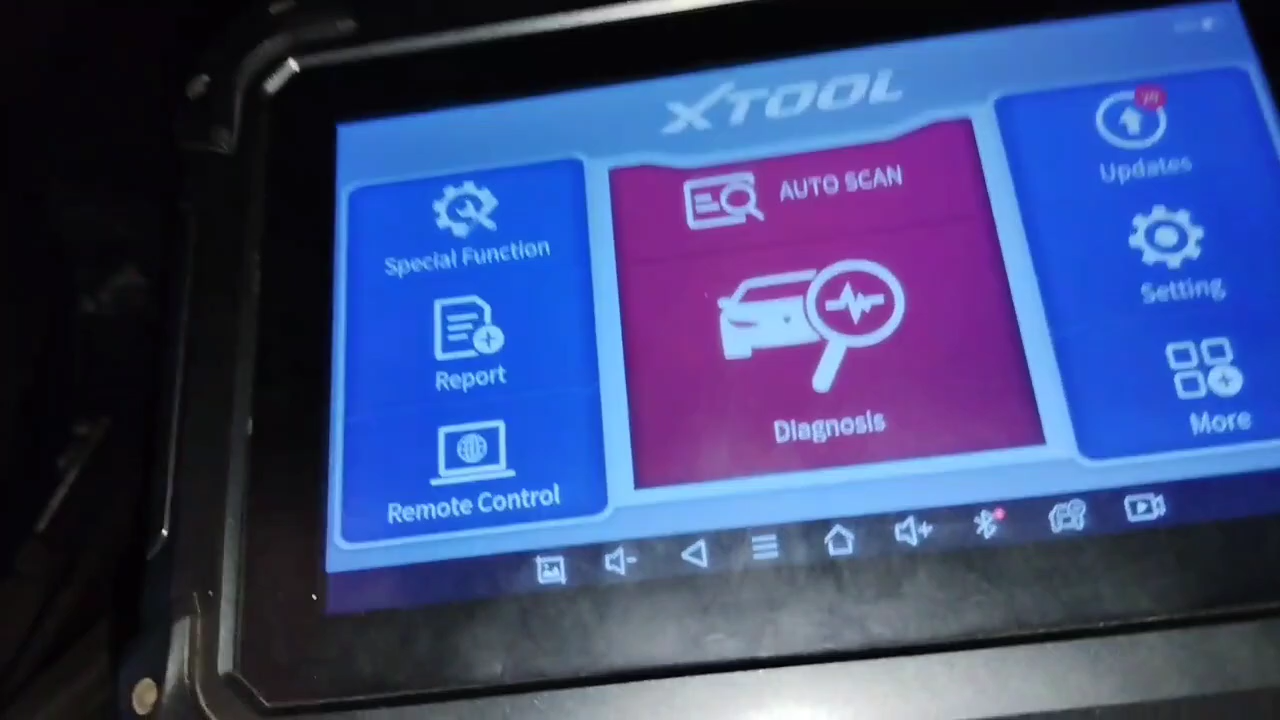 XTOOL
Special Function
Report
Remote Control
AUTO SCAN
Diagnosis
Updates
Setting
More